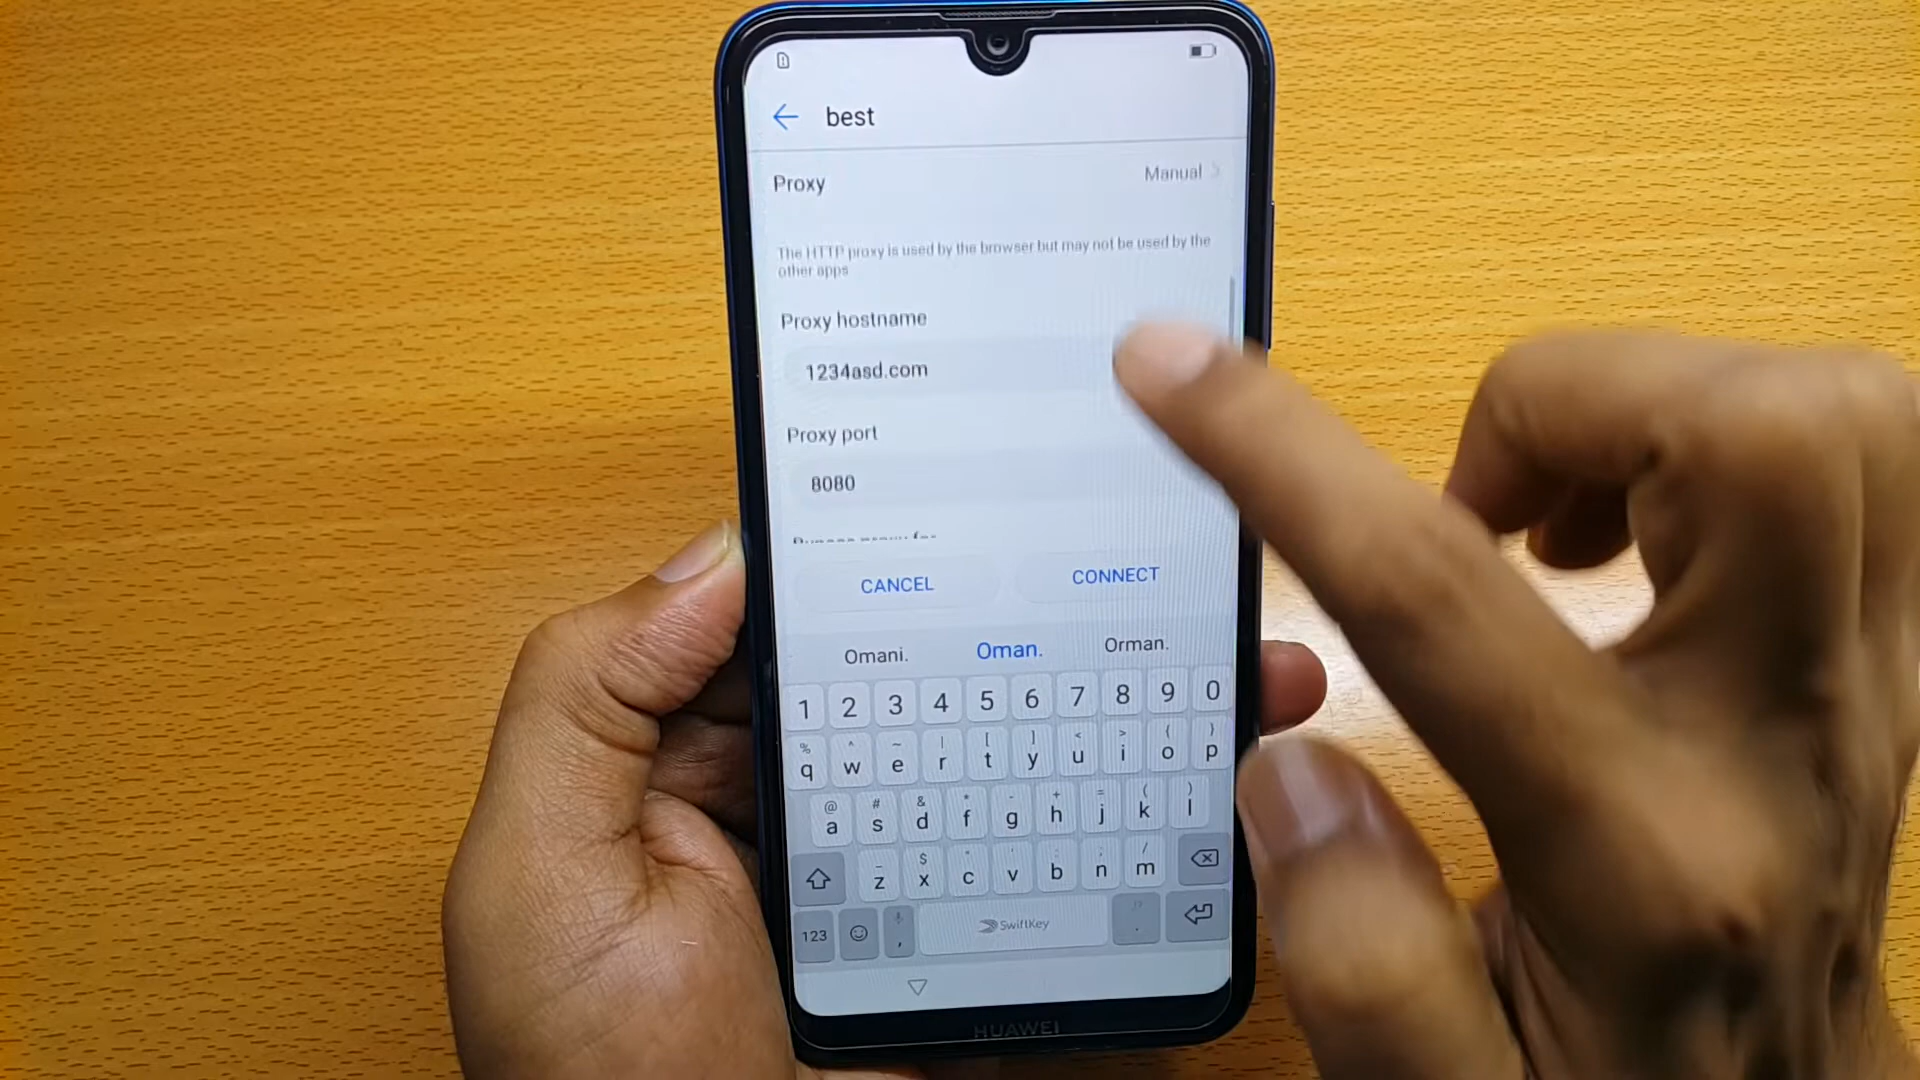 best
Proxy
Manual
The HTTP proxy is used by the browser but may not be used by the
other apps
Proxy hostname
1234asd.com
Proxy port
8080
CANCEL
CONNECT
Omani.
Oman.
Orman.
1 2 3 4 5 6 7 8 9 0
% ^ ~ | [ ] < > { }
q w e r t y u i o p
@ # & * - + = ( )
a s d f g h j k l
z x c v b n m
123
SwiftKey
HUAWEI